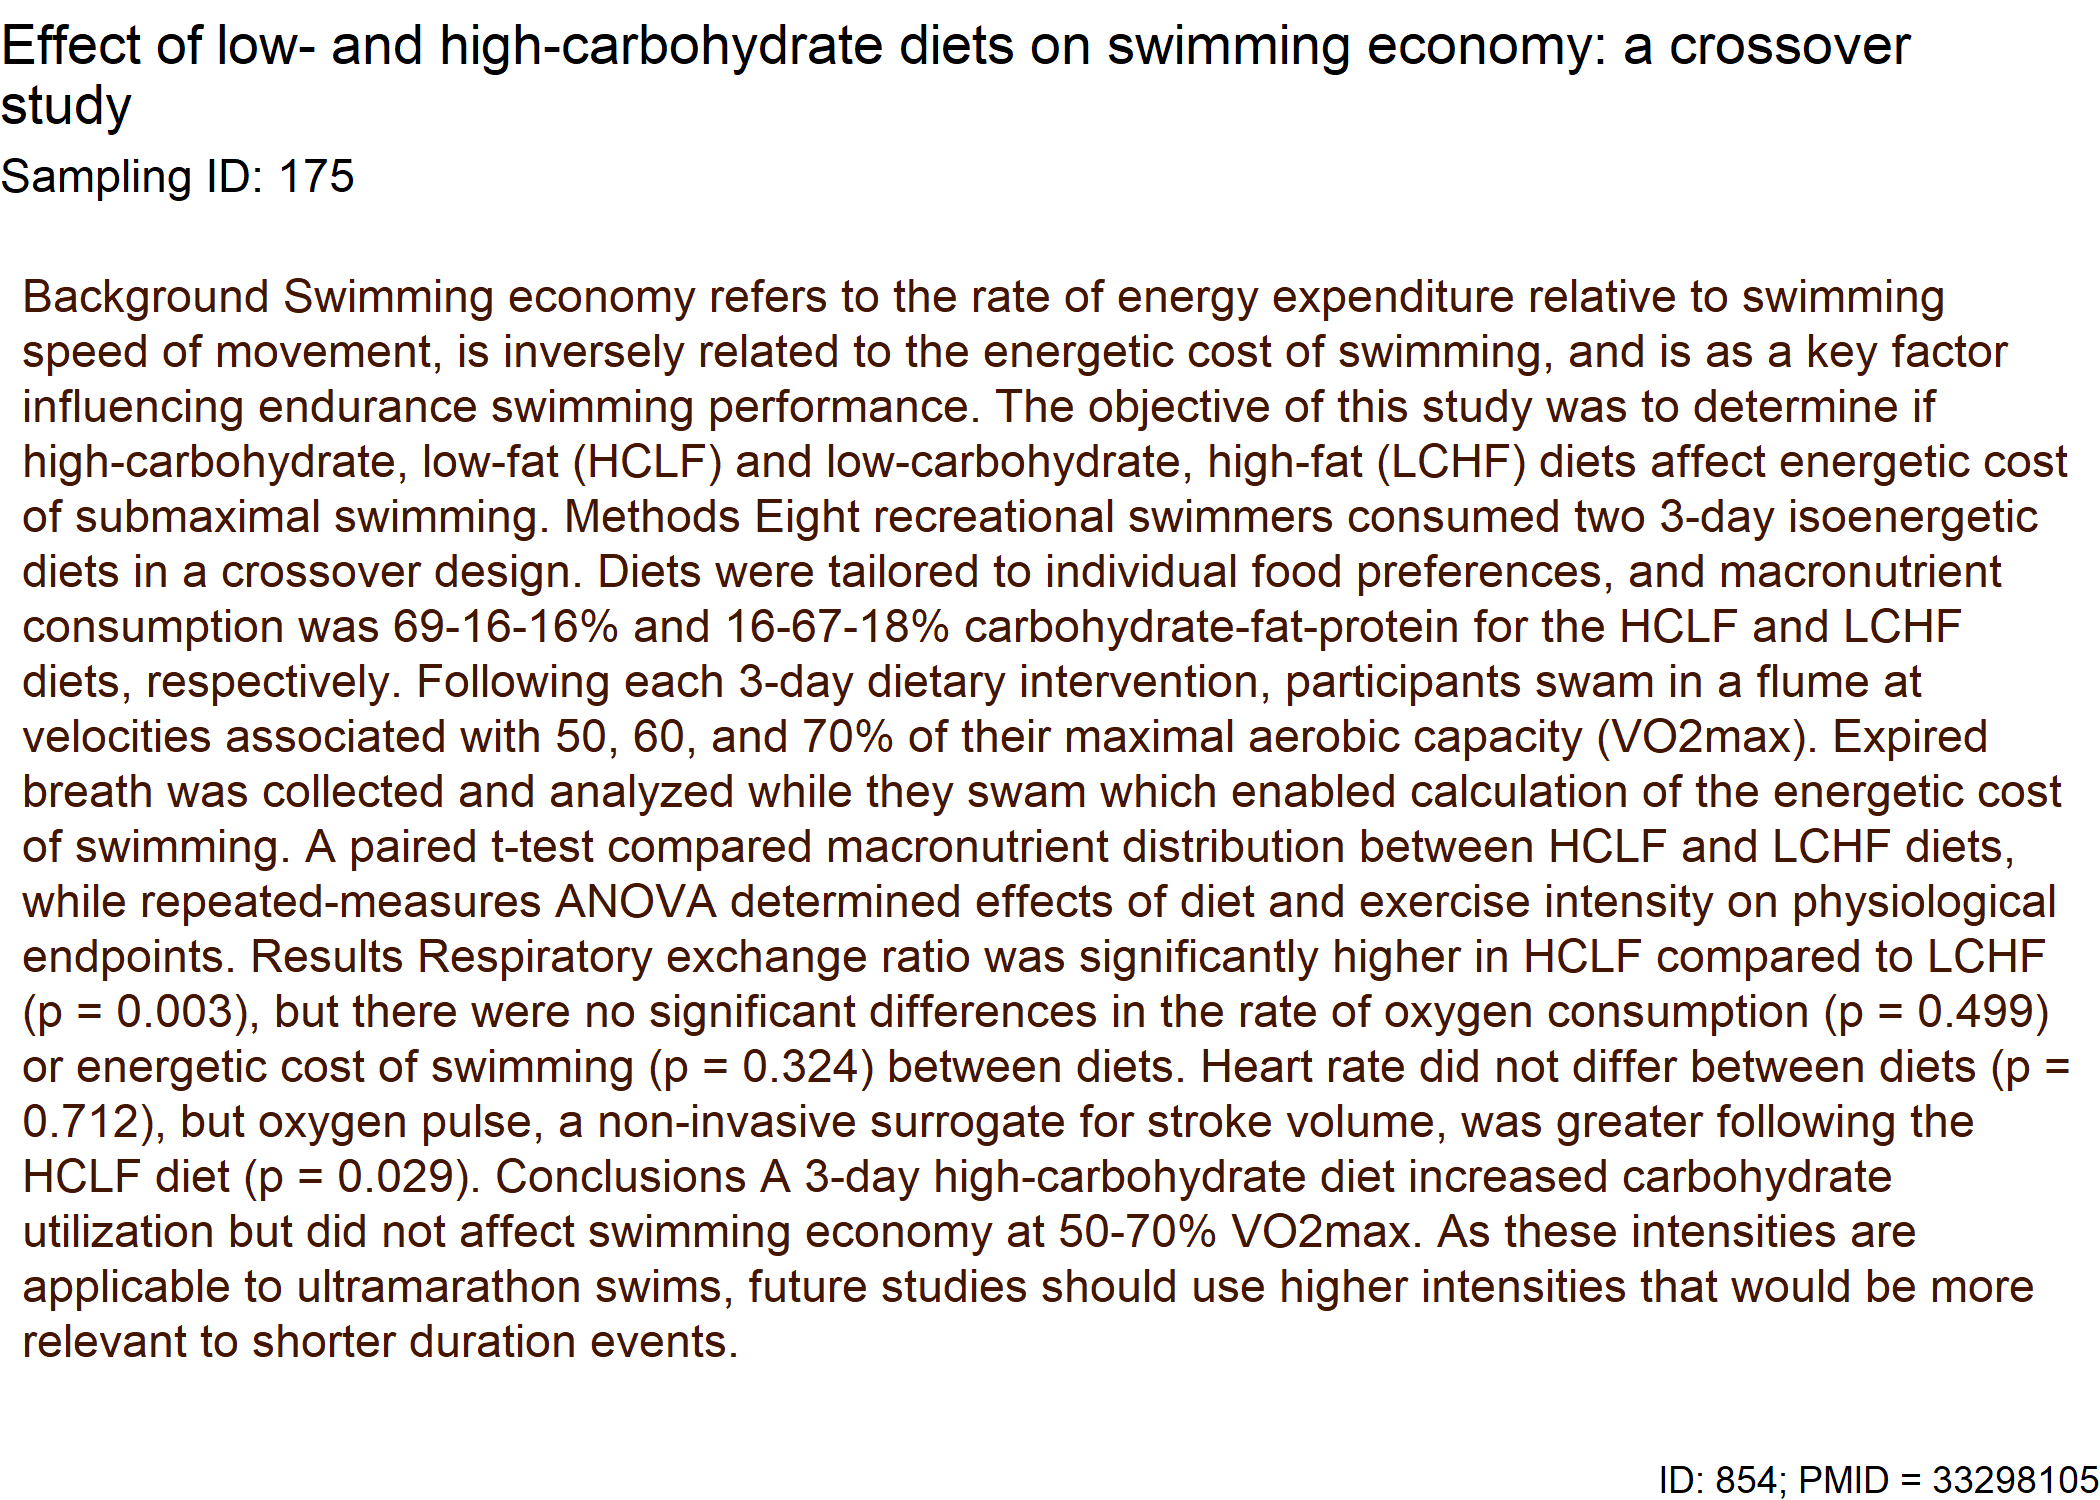 Effect of low- and high-carbohydrate diets on swimming economy: a crossover
study
Sampling ID: 175
Background Swimming economy refers to the rate of energy expenditure relative to swimming
speed of movement, is inversely related to the energetic cost of swimming, and is as a key factor
influencing endurance swimming performance. The objective of this study was to determine if
high-carbohydrate, low-fat (HCLF) and low-carbohydrate, high-fat (LCHF) diets affect energetic cost
of submaximal swimming. Methods Eight recreational swimmers consumed two 3-day isoenergetic
diets in a crossover design. Diets were tailored to individual food preferences, and macronutrient
consumption was 69-16-16% and 16-67-18% carbohydrate-fat-protein for the HCLF and LCHF
diets, respectively. Following each 3-day dietary intervention, participants swam in a flume at
velocities associated with 50, 60, and 70% of their maximal aerobic capacity (VO2max). Expired
breath was collected and analyzed while they swam which enabled calculation of the energetic cost
of swimming. A paired t-test compared macronutrient distribution between HCLF and LCHF diets,
while repeated-measures ANOVA determined effects of diet and exercise intensity on physiological
endpoints. Results Respiratory exchange ratio was significantly higher in HCLF compared to LCHF
(p = 0.003), but there were no significant differences in the rate of oxygen consumption (p = 0.499)
or energetic cost of swimming (p = 0.324) between diets. Heart rate did not differ between diets (p =
0.712), but oxygen pulse, a non-invasive surrogate for stroke volume, was greater following the
HCLF diet (p = 0.029). Conclusions A 3-day high-carbohydrate diet increased carbohydrate
utilization but did not affect swimming economy at 50-70% VO2max. As these intensities are
applicable to ultramarathon swims, future studies should use higher intensities that would be more
relevant to shorter duration events.
ID: 854; PMID = 33298105